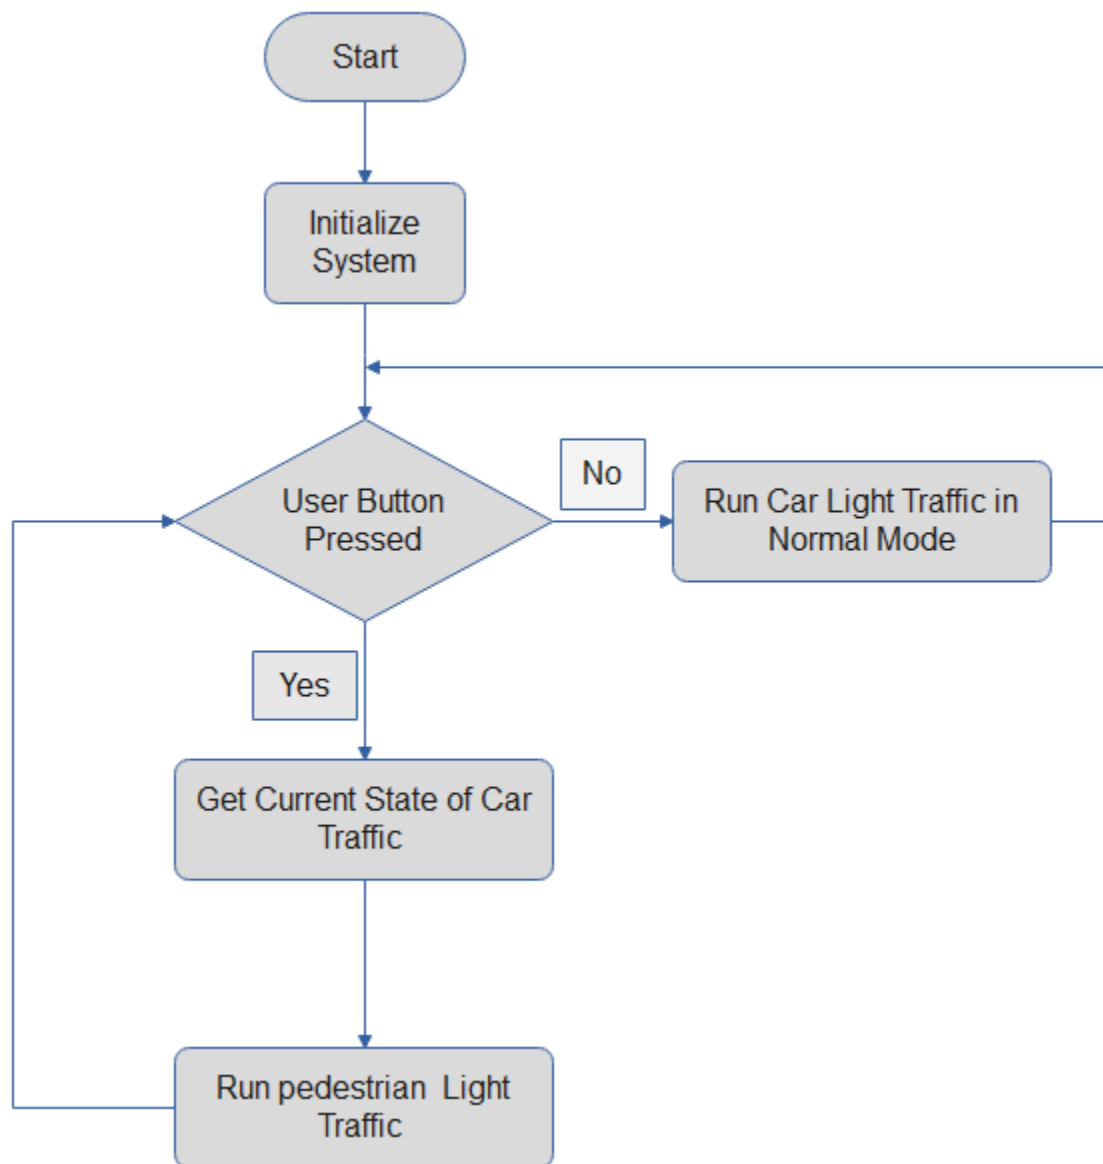 Start
Initialize
System
User Button
Pressed
No
Run Car Light Traffic in
Normal Mode
Yes
Get Current State of Car
Traffic
Run pedestrian  Light
Traffic